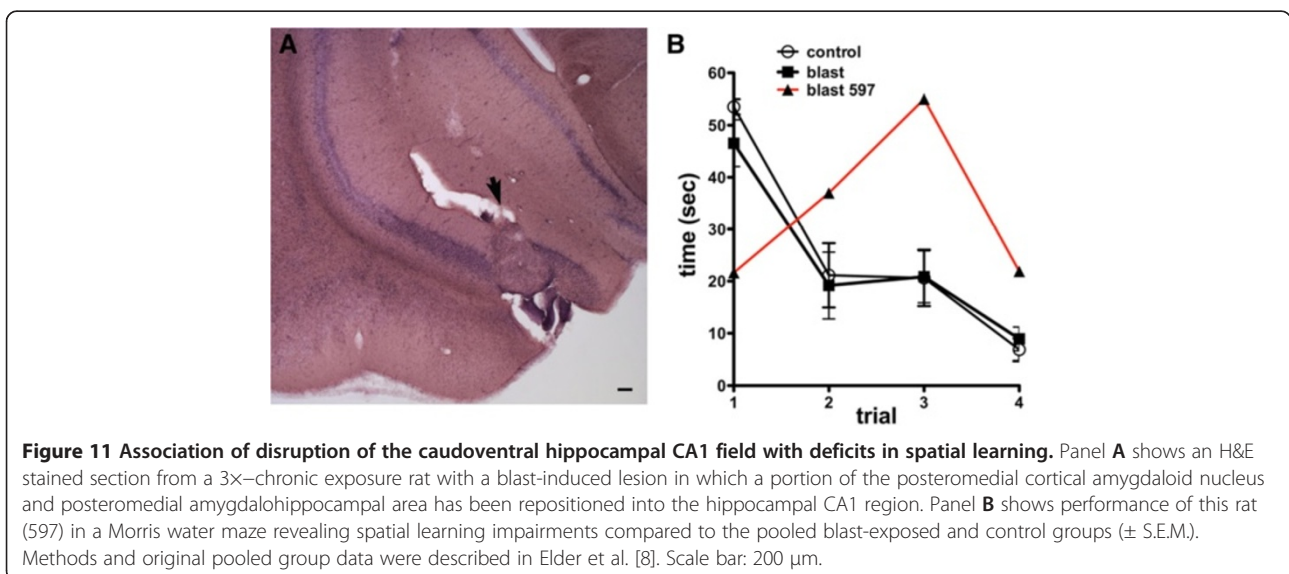 A
B
control
blast
blast 597
60
50
40
30
20
10
0
time (sec)
1
2
3
4
trial
Figure 11 Association of disruption of the caudoventral hippocampal CA1 field with deficits in spatial learning. Panel A shows an H&E
stained section from a 3×−chronic exposure rat with a blast-induced lesion in which a portion of the posteromedial cortical amygdaloid nucleus
and posteromedial amygdalohippocampal area has been repositioned into the hippocampal CA1 region. Panel B shows performance of this rat
(597) in a Morris water maze revealing spatial learning impairments compared to the pooled blast-exposed and control groups (± S.E.M.).
Methods and original pooled group data were described in Elder et al. [8]. Scale bar: 200 μm.